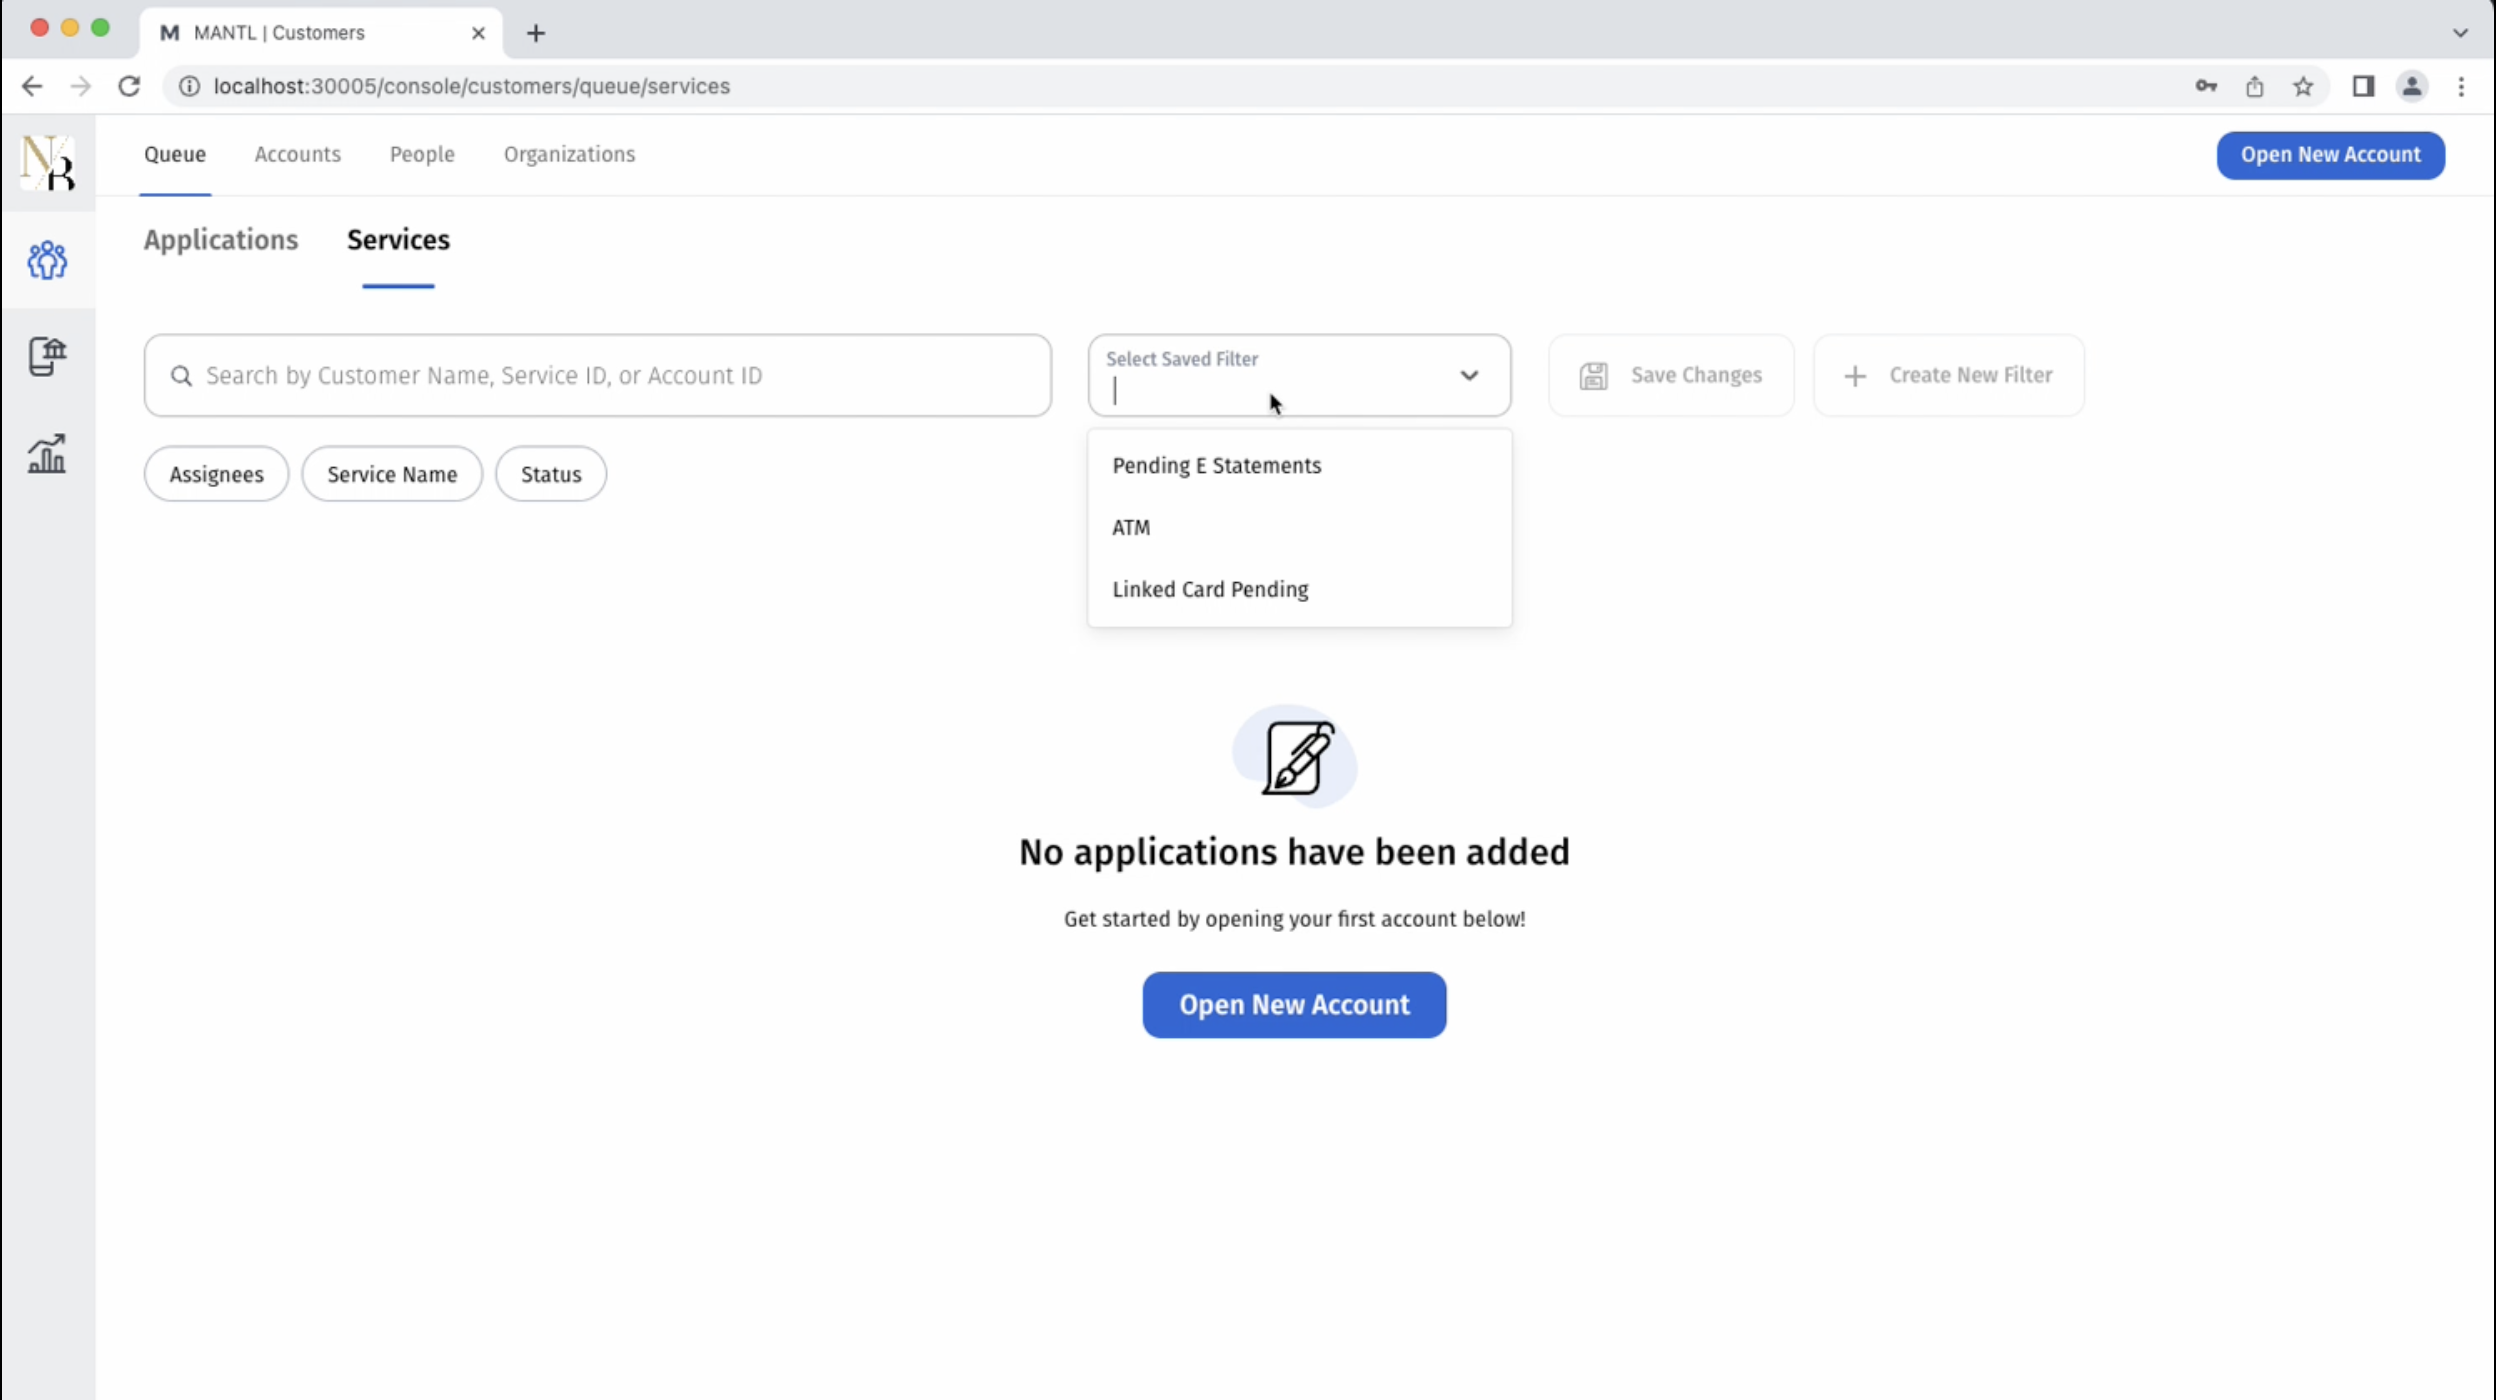 M MANTL | Customers
localhost:30005/console/customers/queue/services
NB
Queue Accounts People Organizations Open New Account
Applications Services
Search by Customer Name, Service ID, or Account ID
Select Saved Filter
Save Changes
Create New Filter
Assignees Service Name Status
Pending E Statements
ATM
Linked Card Pending
No applications have been added
Get started by opening your first account below!
Open New Account